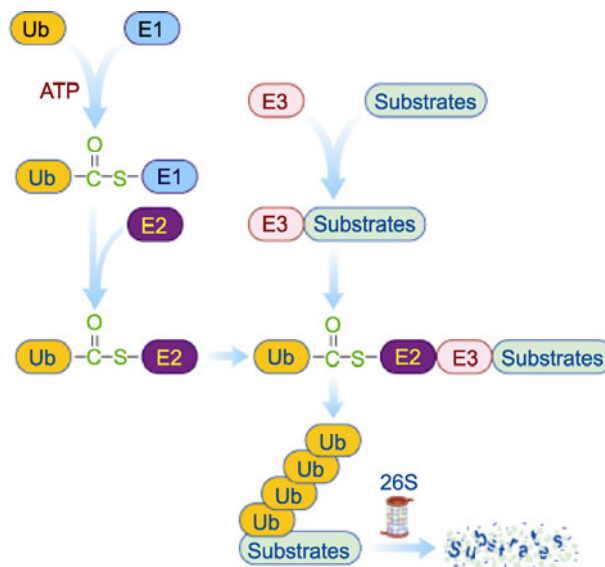 Ub E1
ATP
E3 Substrates
O
Ub C S E1
E2
E3 Substrates
O O
Ub C S E2 Ub C S E2 E3 Substrates
Ub
Ub
Ub
Ub
26S
Substrates
Substrates